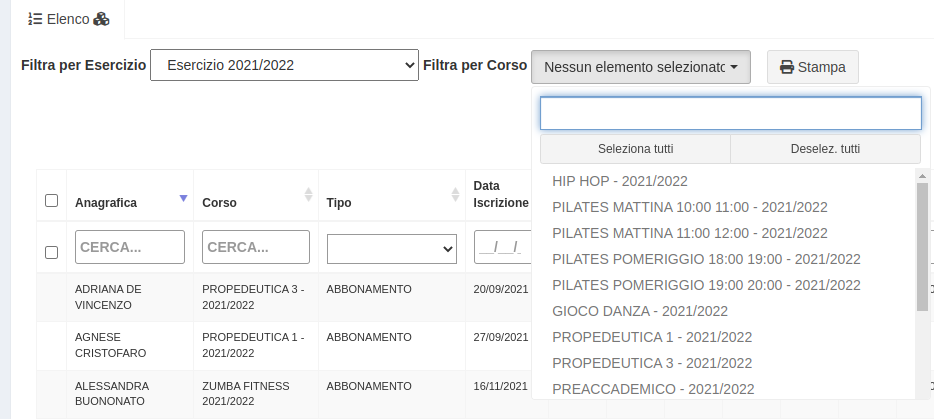 Elenco
Filtra per Esercizio Esercizio 2021/2022 Filtra per Corso Nessun elemento selezionato Stampa
Seleziona tutti Deselez. tutti
HIP HOP - 2021/2022
PILATES MATTINA 10:00 11:00 - 2021/2022
PILATES MATTINA 11:00 12:00 - 2021/2022
PILATES POMERIGGIO 18:00 19:00 - 2021/2022
PILATES POMERIGGIO 19:00 20:00 - 2021/2022
GIOCO DANZA - 2021/2022
PROPEDEUTICA 1 - 2021/2022
PROPEDEUTICA 3 - 2021/2022
PREACCADEMICO - 2021/2022
Anagrafica Corso Tipo Data
Iscrizione
CERCA... CERCA... __/__/_
ADRIANA DE PROPEDEUTICA 3 - ABBONAMENTO 20/09/2021
VINCENZO 2021/2022
AGNESE PROPEDEUTICA 1 - ABBONAMENTO 27/09/2021
CRISTOFARO 2021/2022
ALESSANDRA ZUMBA FITNESS ABBONAMENTO 16/11/2021
BUONONATO 2021/2022